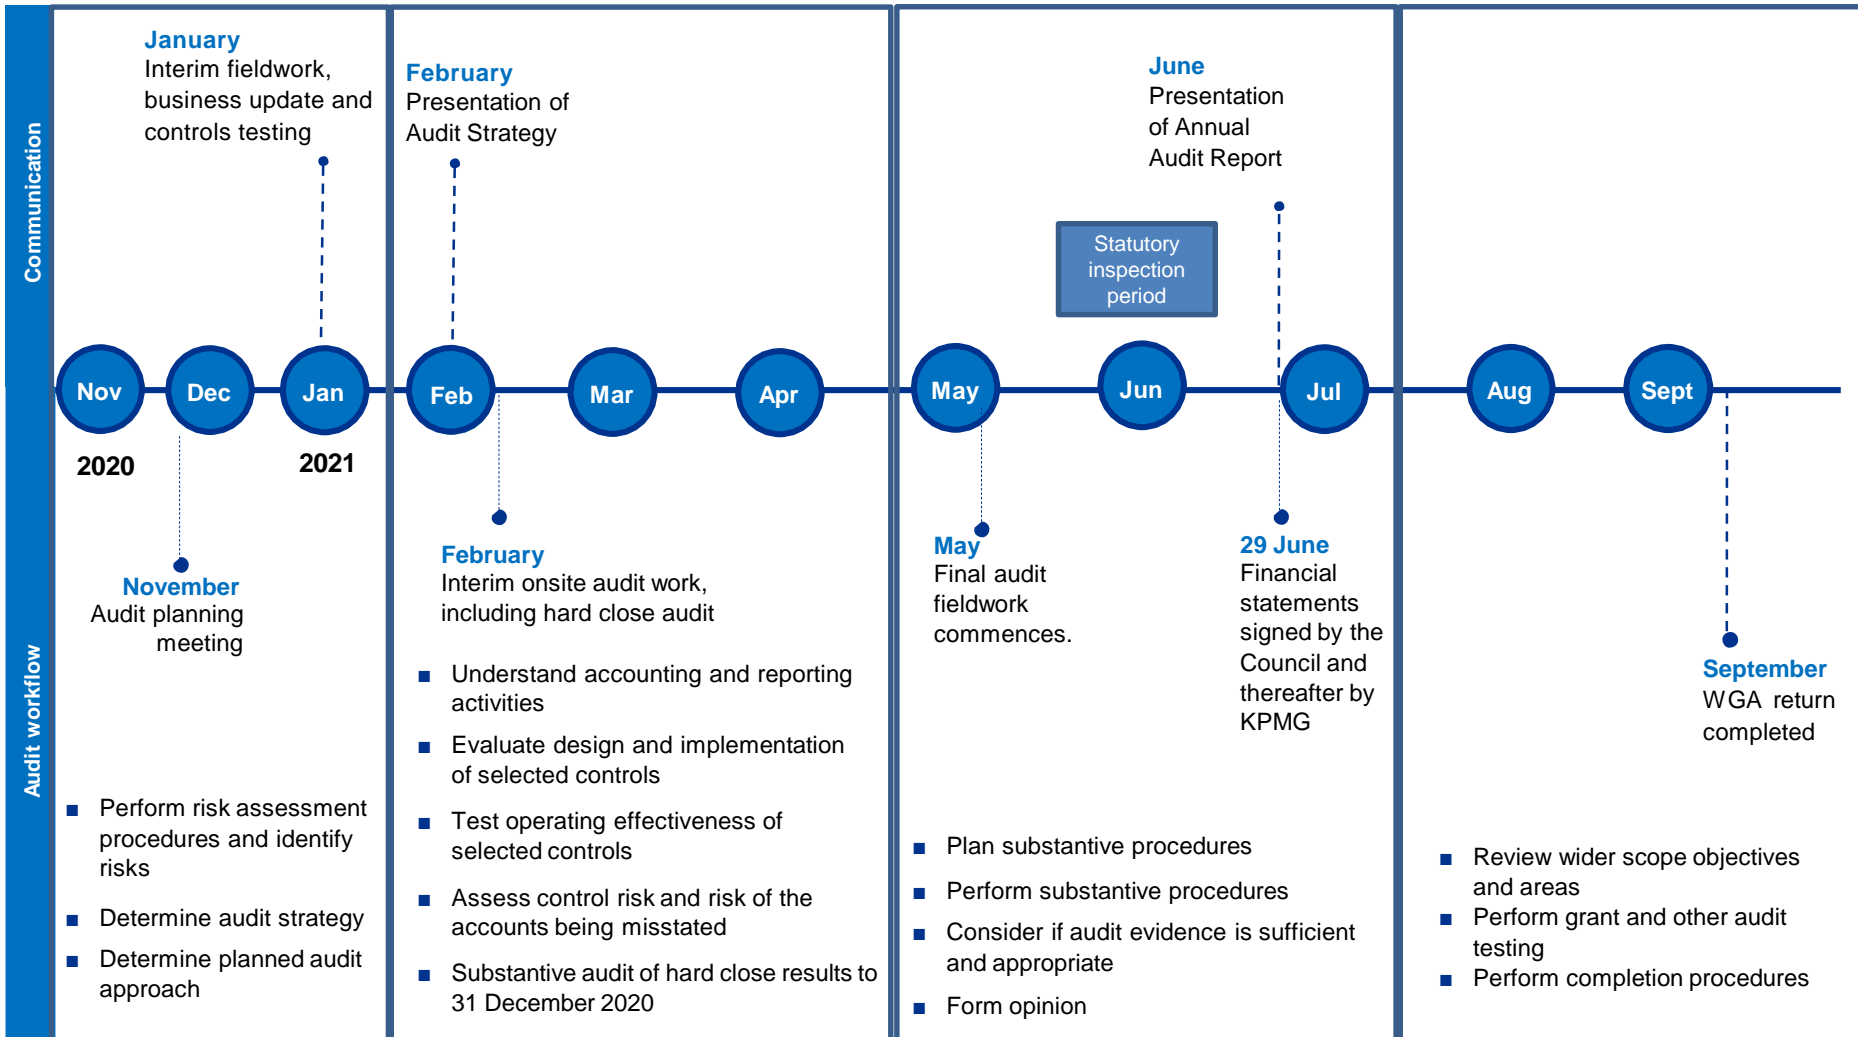 Communication
January
Interim fieldwork,
business update and
controls testing
February
Presentation of
Audit Strategy
June
Presentation
of Annual
Audit Report
Statutory
inspection
period
Nov
Dec
Jan
Feb
Mar
Apr
May
Jun
Jul
Aug
Sept
2020
2021
Audit workflow
November
Audit planning
meeting
■ Perform risk assessment
procedures and identify
risks
■ Determine audit strategy
■ Determine planned audit
approach
February
Interim onsite audit work,
including hard close audit
■ Understand accounting and reporting
activities
■ Evaluate design and implementation
of selected controls
■ Test operating effectiveness of
selected controls
■ Assess control risk and risk of the
accounts being misstated
■ Substantive audit of hard close results to
31 December 2020
May
Final audit
fieldwork
commences.
29 June
Financial
statements
signed by the
Council and
thereafter by
KPMG
■ Plan substantive procedures
■ Perform substantive procedures
■ Consider if audit evidence is sufficient
and appropriate
■ Form opinion
September
WGA return
completed
■ Review wider scope objectives
and areas
■ Perform grant and other audit
testing
■ Perform completion procedures